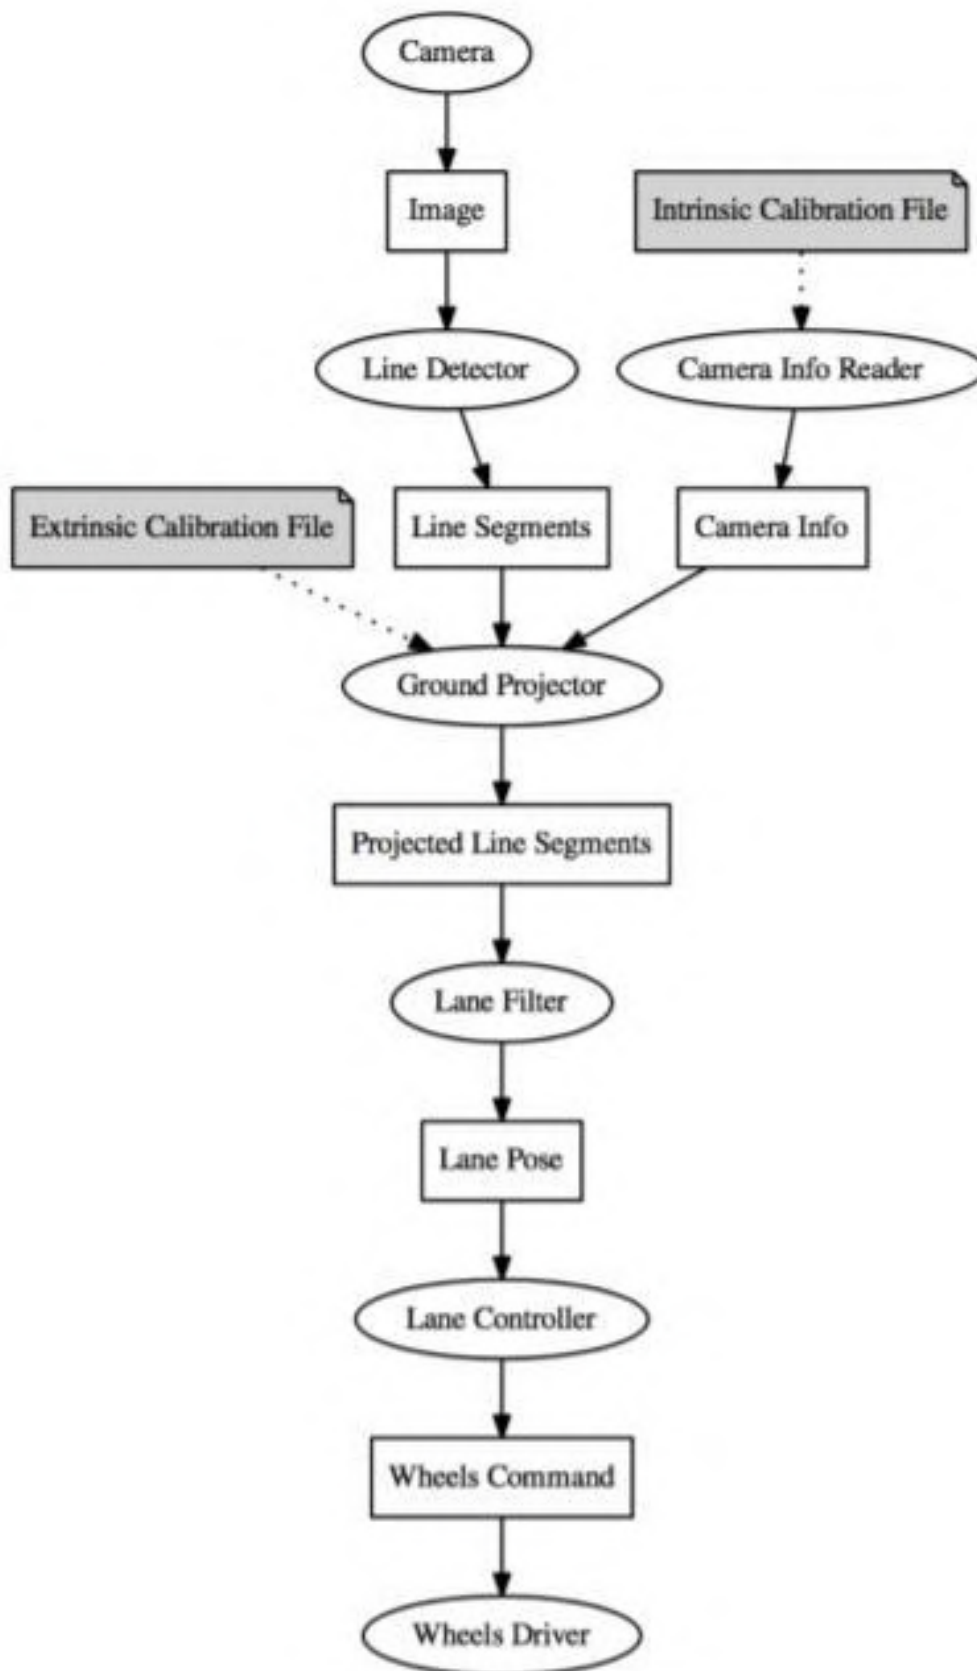 Camera
Image
Intrinsic Calibration File
Line Detector
Camera Info Reader
Extrinsic Calibration File
Line Segments
Camera Info
Ground Projector
Projected Line Segments
Lane Filter
Lane Pose
Lane Controller
Wheels Command
Wheels Driver